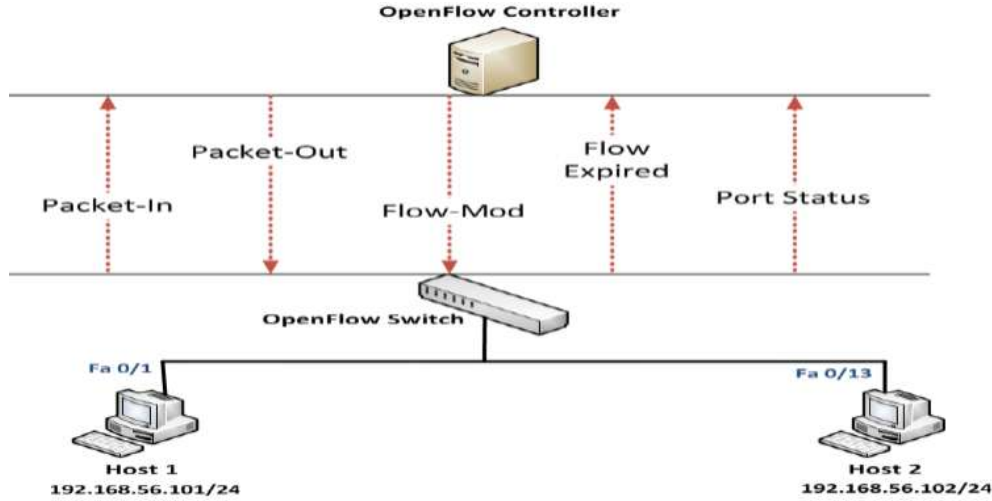 OpenFlow Controller
Packet-In
Packet-Out
Flow-Mod
Flow
Expired
Port Status
OpenFlow Switch
Fa 0/1
Fa 0/13
Host 1
192.168.56.101/24
Host 2
192.168.56.102/24